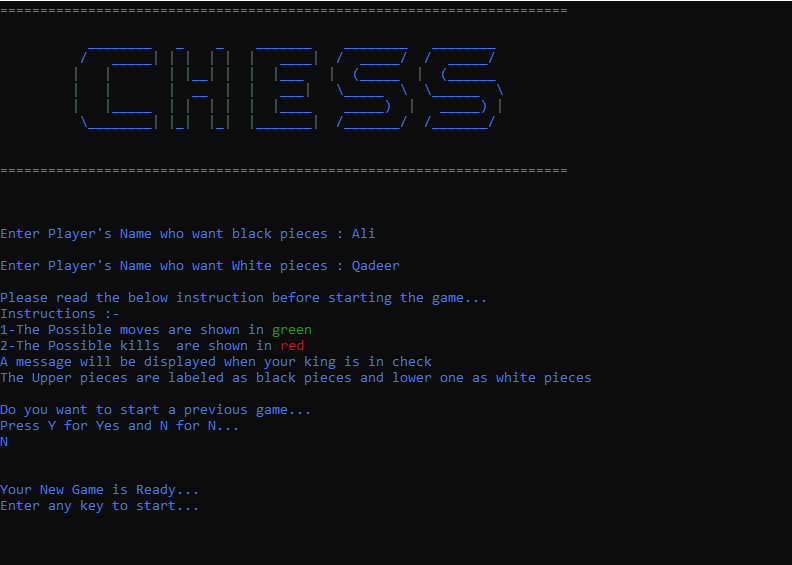 CHESS
Enter Player's Name who want black pieces : Ali
Enter Player's Name who want White pieces : Qadeer
Please read the below instruction before starting the game...
Instructions :-
1-The Possible moves are shown in green
2-The Possible kills  are shown in red
A message will be displayed when your king is in check
The Upper pieces are labeled as black pieces and lower one as white pieces
Do you want to start a previous game...
Press Y for Yes and N for N...
N
Your New Game is Ready...
Enter any key to start...